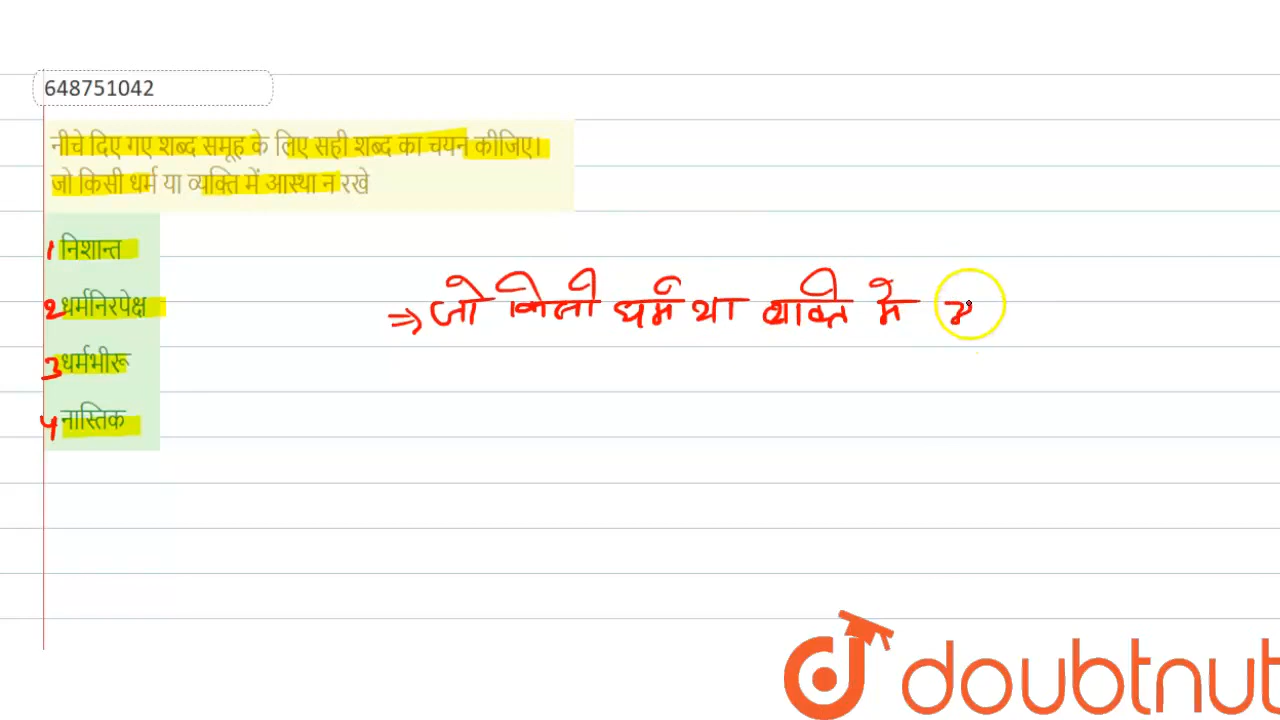 648751042
नीचे दिए गए शब्द समूह के लिए सही शब्द का चयन कीजिए।
जो किसी धर्म या व्यक्ति में आस्था न रखे
1 निशान्त
2 धर्मनिरपेक्ष
3 धर्मभीरू
4 नास्तिक
⇒ जो किसी धर्म या व्यक्ति में
doubtnut